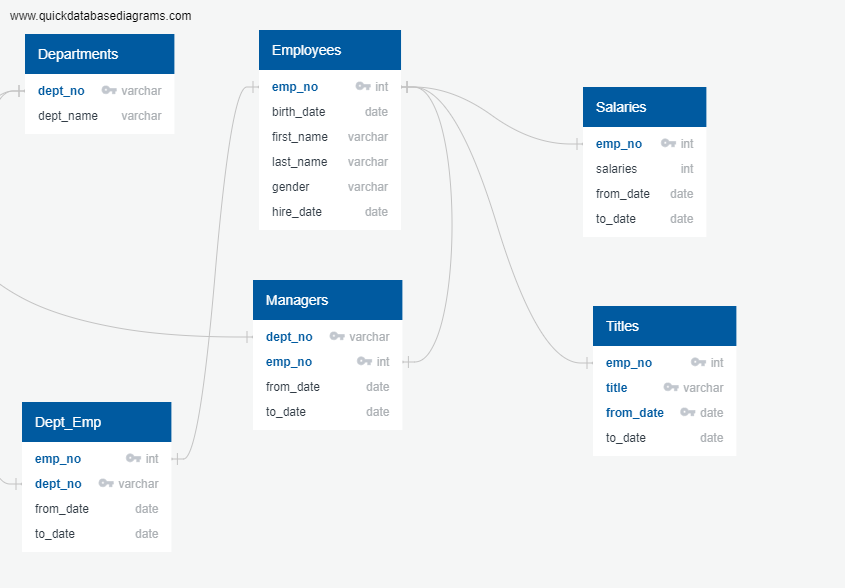 www.quickdatabasediagrams.com
Departments
dept_no varchar
dept_name varchar
Employees
emp_no int
birth_date date
first_name varchar
last_name varchar
gender varchar
hire_date date
Salaries
emp_no int
salaries int
from_date date
to_date date
Managers
dept_no varchar
emp_no int
from_date date
to_date date
Titles
emp_no int
title varchar
from_date date
to_date date
Dept_Emp
emp_no int
dept_no varchar
from_date date
to_date date